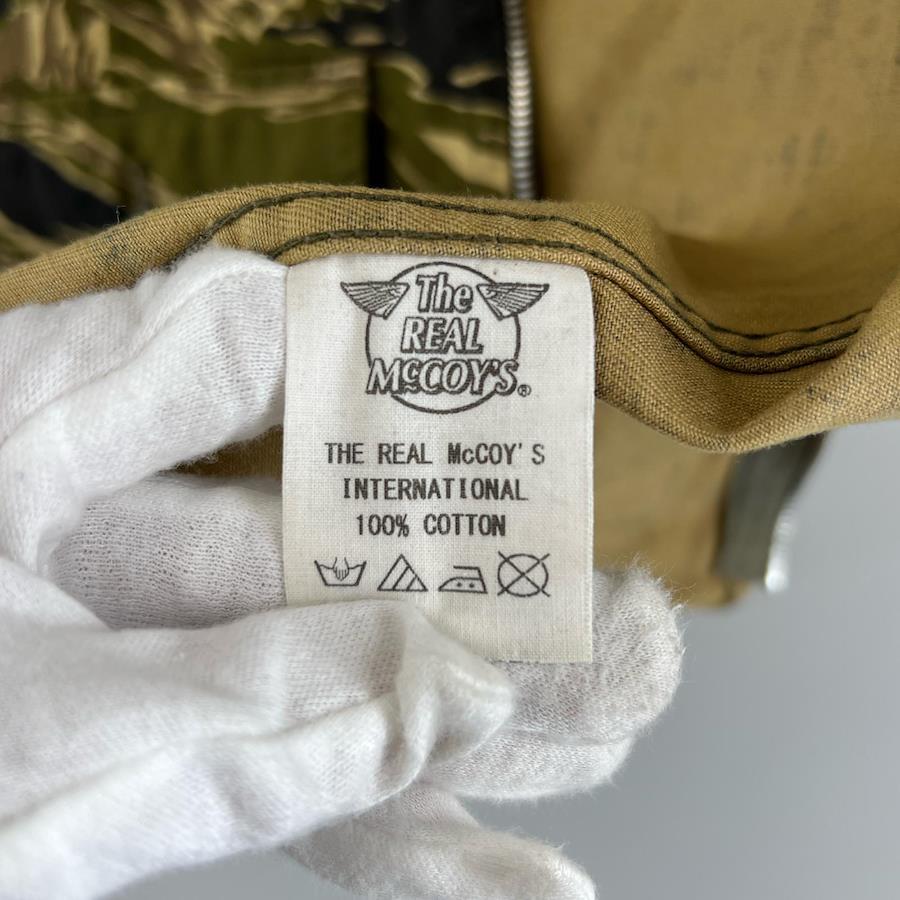 The
REAL
McCOY'S®
THE REAL McCOY'S
INTERNATIONAL
100% COTTON